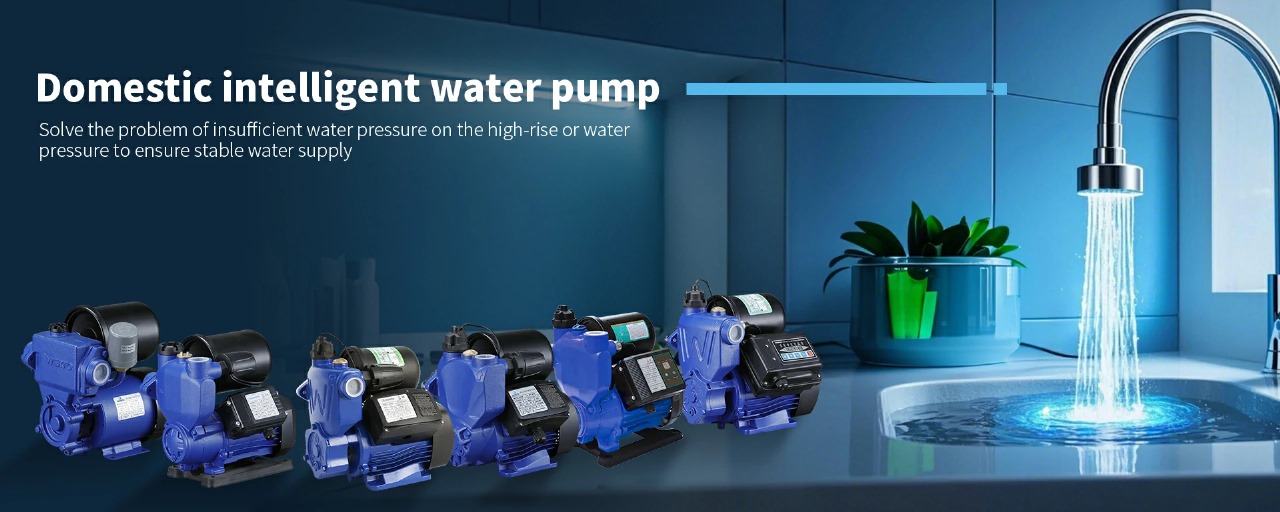 Domestic intelligent water pump
Solve the problem of insufficient water pressure on the high-rise or water
pressure to ensure stable water supply